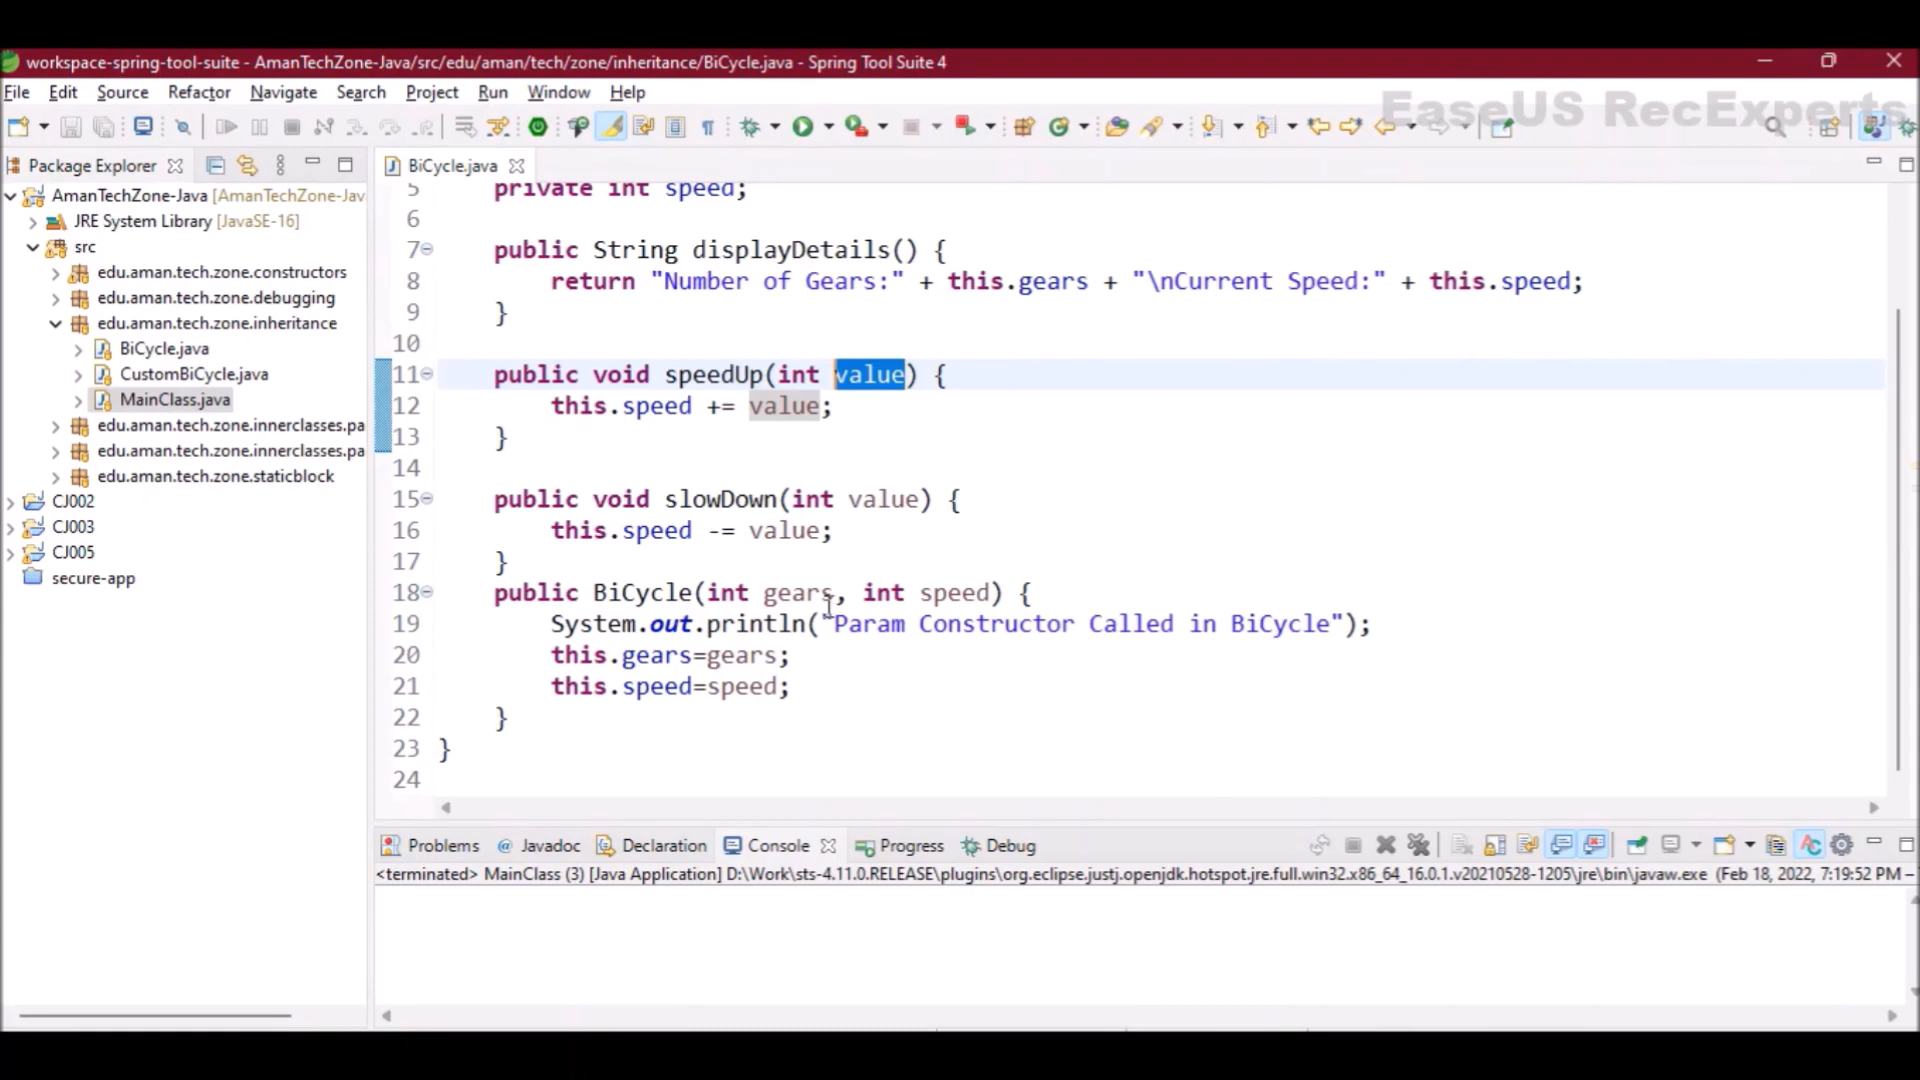 workspace-spring-tool-suite - AmanTechZone-Java/src/edu/aman/tech/zone/inheritance/BiCycle.java - Spring Tool Suite 4
File Edit Source Refactor Navigate Search Project Run Window Help
EaseUS RecExperts
Package Explorer
BiCycle.java
AmanTechZone-Java [AmanTechZone-Jav
JRE System Library [JavaSE-16]
src
edu.aman.tech.zone.constructors
edu.aman.tech.zone.debugging
edu.aman.tech.zone.inheritance
BiCycle.java
CustomBiCycle.java
MainClass.java
edu.aman.tech.zone.innerclasses.pa
edu.aman.tech.zone.innerclasses.pa
edu.aman.tech.zone.staticblock
CJ002
CJ003
CJ005
secure-app
5 private int speed;
6
7 public String displayDetails() {
8 return "Number of Gears:" + this.gears + "\nCurrent Speed:" + this.speed;
9 }
10
11 public void speedUp(int value) {
12 this.speed += value;
13 }
14
15 public void slowDown(int value) {
16 this.speed -= value;
17 }
18 public BiCycle(int gears, int speed) {
19 System.out.println("Param Constructor Called in BiCycle");
20 this.gears=gears;
21 this.speed=speed;
22 }
23 }
24
Problems @ Javadoc Declaration Console Progress Debug
<terminated> MainClass (3) [Java Application] D:\Work\sts-4.11.0.RELEASE\plugins\org.eclipse.justj.openjdk.hotspot.jre.full.win32.x86_64_16.0.1.v20210528-1205\jre\bin\javaw.exe (Feb 18, 2022, 7:19:52 PM –